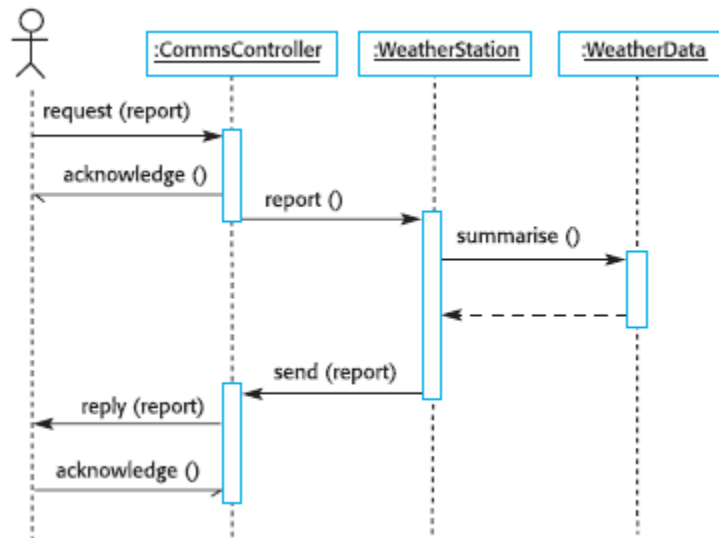 :CommsController
:WeatherStation
:WeatherData
request (report)
acknowledge ()
report ()
summarise ()
send (report)
reply (report)
acknowledge ()